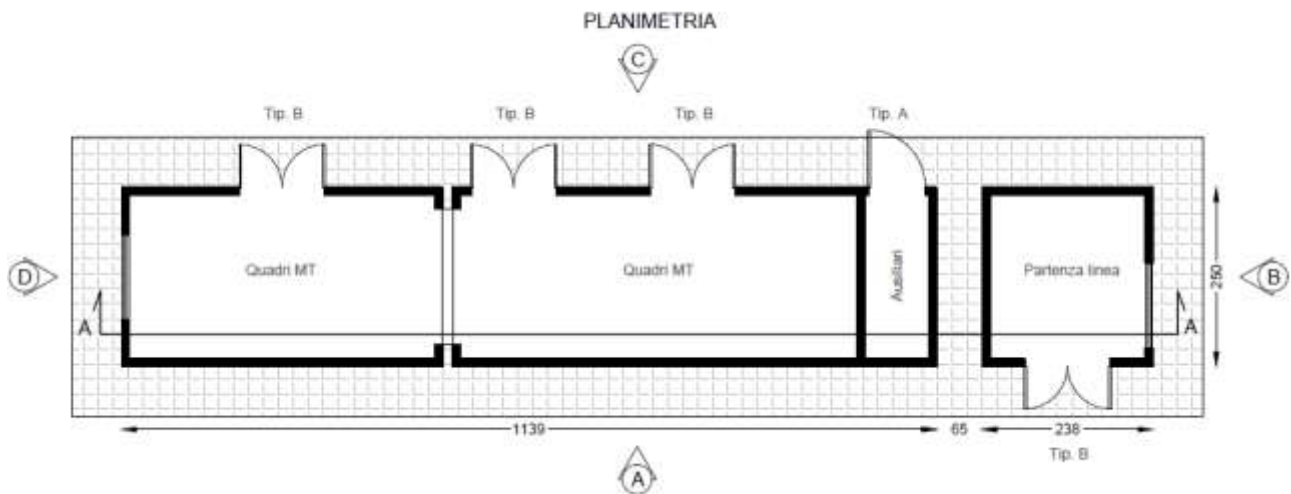 PLANIMETRIA
C
Tip. B
Tip. B
Tip. B
Tip. A
Quadri MT
Quadri MT
Ausiliari
Partenza linea
D
B
250
A
A
1139
65
238
Tip. B
A